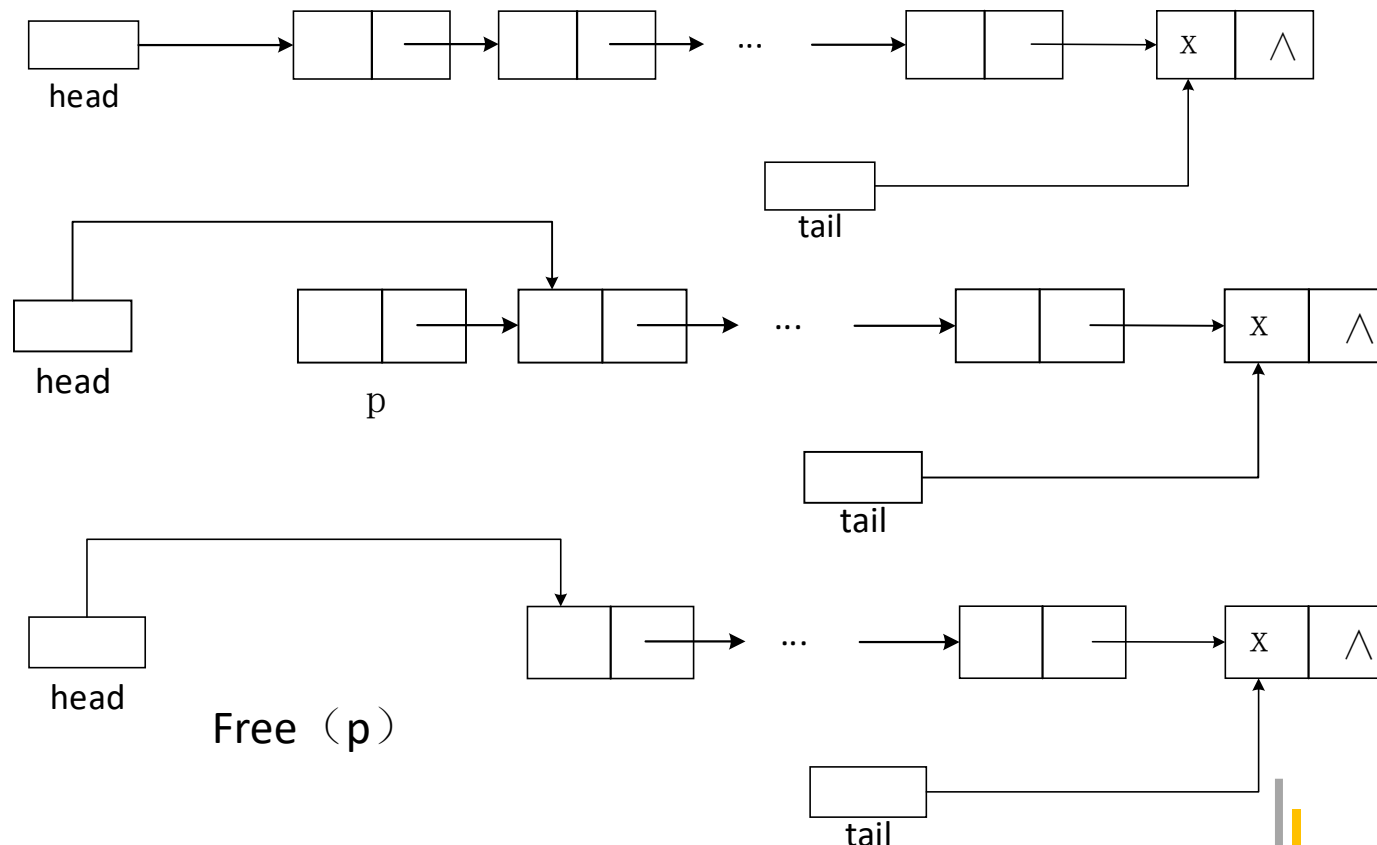 ... x ∧
head
tail
... x ∧
head
p
tail
... x ∧
head
Free（p）
tail